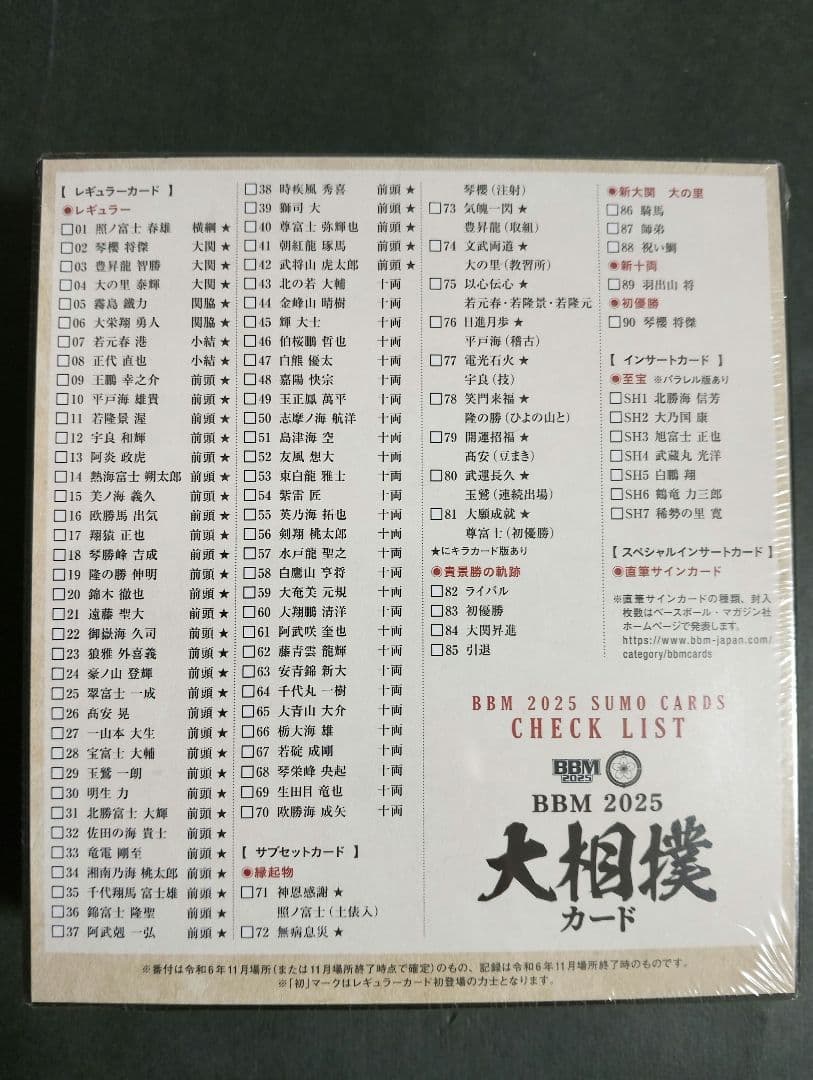 【 レギュラーカード 】
◉レギュラー
□01 照ノ富士 春雄 横綱 ★
□02 琴櫻 将傑 大関 ★
□03 豊昇龍 智勝 大関 ★
□04 大の里 泰輝 大関 ★
□05 霧島 鐵力 関脇 ★
□06 大栄翔 勇人 関脇 ★
□07 若元春 港 小結 ★
□08 正代 直也 小結 ★
□09 王鵬 幸之介 前頭 ★
□10 平戸海 雄貴 前頭 ★
□11 若隆景 渥 前頭 ★
□12 宇良 和輝 前頭 ★
□13 阿炎 政虎 前頭 ★
□14 熱海富士 朔太郎 前頭 ★
□15 美ノ海 義久 前頭 ★
□16 欧勝馬 出気 前頭 ★
□17 翔猿 正也 前頭 ★
□18 琴勝峰 吉成 前頭 ★
□19 隆の勝 伸明 前頭 ★
□20 錦木 徹也 前頭 ★
□21 遠藤 聖大 前頭 ★
□22 御嶽海 久司 前頭 ★
□23 狼雅 外喜義 前頭 ★
□24 豪ノ山 登輝 前頭 ★
□25 翠富士 一成 前頭 ★
□26 髙安 晃 前頭 ★
□27 一山本 大生 前頭 ★
□28 宝富士 大輔 前頭 ★
□29 玉鷲 一朗 前頭 ★
□30 明生 力 前頭 ★
□31 北勝富士 大輝 前頭 ★
□32 佐田の海 貴士 前頭 ★
□33 竜電 剛至 前頭 ★
□34 湘南乃海 桃太郎 前頭 ★
□35 千代翔馬 富士雄 前頭 ★
□36 錦富士 隆聖 前頭 ★
□37 阿武剋 一弘 前頭 ★
□38 時疾風 秀喜 前頭 ★
□39 獅司 大 前頭 ★
□40 尊富士 弥輝也 前頭 ★
□41 朝紅龍 琢馬 前頭 ★
□42 武将山 虎太郎 前頭 ★
□43 北の若 大輔 十両
□44 金峰山 晴樹 十両
□45 輝 大士 十両
□46 伯桜鵬 哲也 十両
□47 白熊 優太 十両
□48 嘉陽 快宗 十両
□49 玉正鳳 萬平 十両
□50 志摩ノ海 航洋 十両
□51 島津海 空 十両
□52 友風 想大 十両
□53 東白龍 雅士 十両
□54 紫雷 匠 十両
□55 英乃海 拓也 十両
□56 剣翔 桃太郎 十両
□57 水戸龍 聖之 十両
□58 白鷹山 亨将 十両
□59 大奄美 元規 十両
□60 大翔鵬 清洋 十両
□61 阿武咲 奎也 十両
□62 藤青雲 龍輝 十両
□63 安青錦 新大 十両
□64 千代丸 一樹 十両
□65 大青山 大介 十両
□66 栃大海 雄 十両
□67 若碇 成剛 十両
□68 琴栄峰 央起 十両
□69 生田目 竜也 十両
□70 欧勝海 成矢 十両
【 サブセットカード 】
◉縁起物
□71 神恩感謝 ★
照ノ富士（土俵入）
□72 無病息災 ★
琴櫻（注射）
□73 気魄一閃 ★
豊昇龍（取組）
□74 文武両道 ★
大の里（教習所）
□75 以心伝心 ★
若元春・若隆景・若隆元
□76 日進月歩 ★
平戸海（稽古）
□77 電光石火 ★
宇良（技）
□78 笑門来福 ★
隆の勝（ひよの山と）
□79 開運招福 ★
髙安（豆まき）
□80 武運長久 ★
玉鷲（連続出場）
□81 大願成就 ★
尊富士（初優勝）
★にキラカード版あり
◉貴景勝の軌跡
□82 ライバル
□83 初優勝
□84 大関昇進
□85 引退
◉新大関 大の里
□86 騎馬
□87 師弟
□88 祝い鯛
◉新十両
□89 羽出山 将
◉初優勝
□90 琴櫻 将傑
【 インサートカード 】
◉至宝 ※パラレル版あり
□SH1 北勝海 信芳
□SH2 大乃国 康
□SH3 旭富士 正也
□SH4 武蔵丸 光洋
□SH5 白鵬 翔
□SH6 鶴竜 力三郎
□SH7 稀勢の里 寛
【 スペシャルインサートカード 】
◉直筆サインカード
※直筆サインカードの種類、封入
枚数はベースボール・マガジン社
ホームページで発表します。
https://www.bbm-japan.com/
category/bbmcards
BBM 2025 SUMO CARDS
CHECK LIST
BBM
2025
BBM 2025
大相撲
カード
※番付は令和6年11月場所（または11月場所終了時点で確定）のもの、記録は令和6年11月場所終了時のものです。
※「初」マークはレギュラーカード初登場の力士となります。